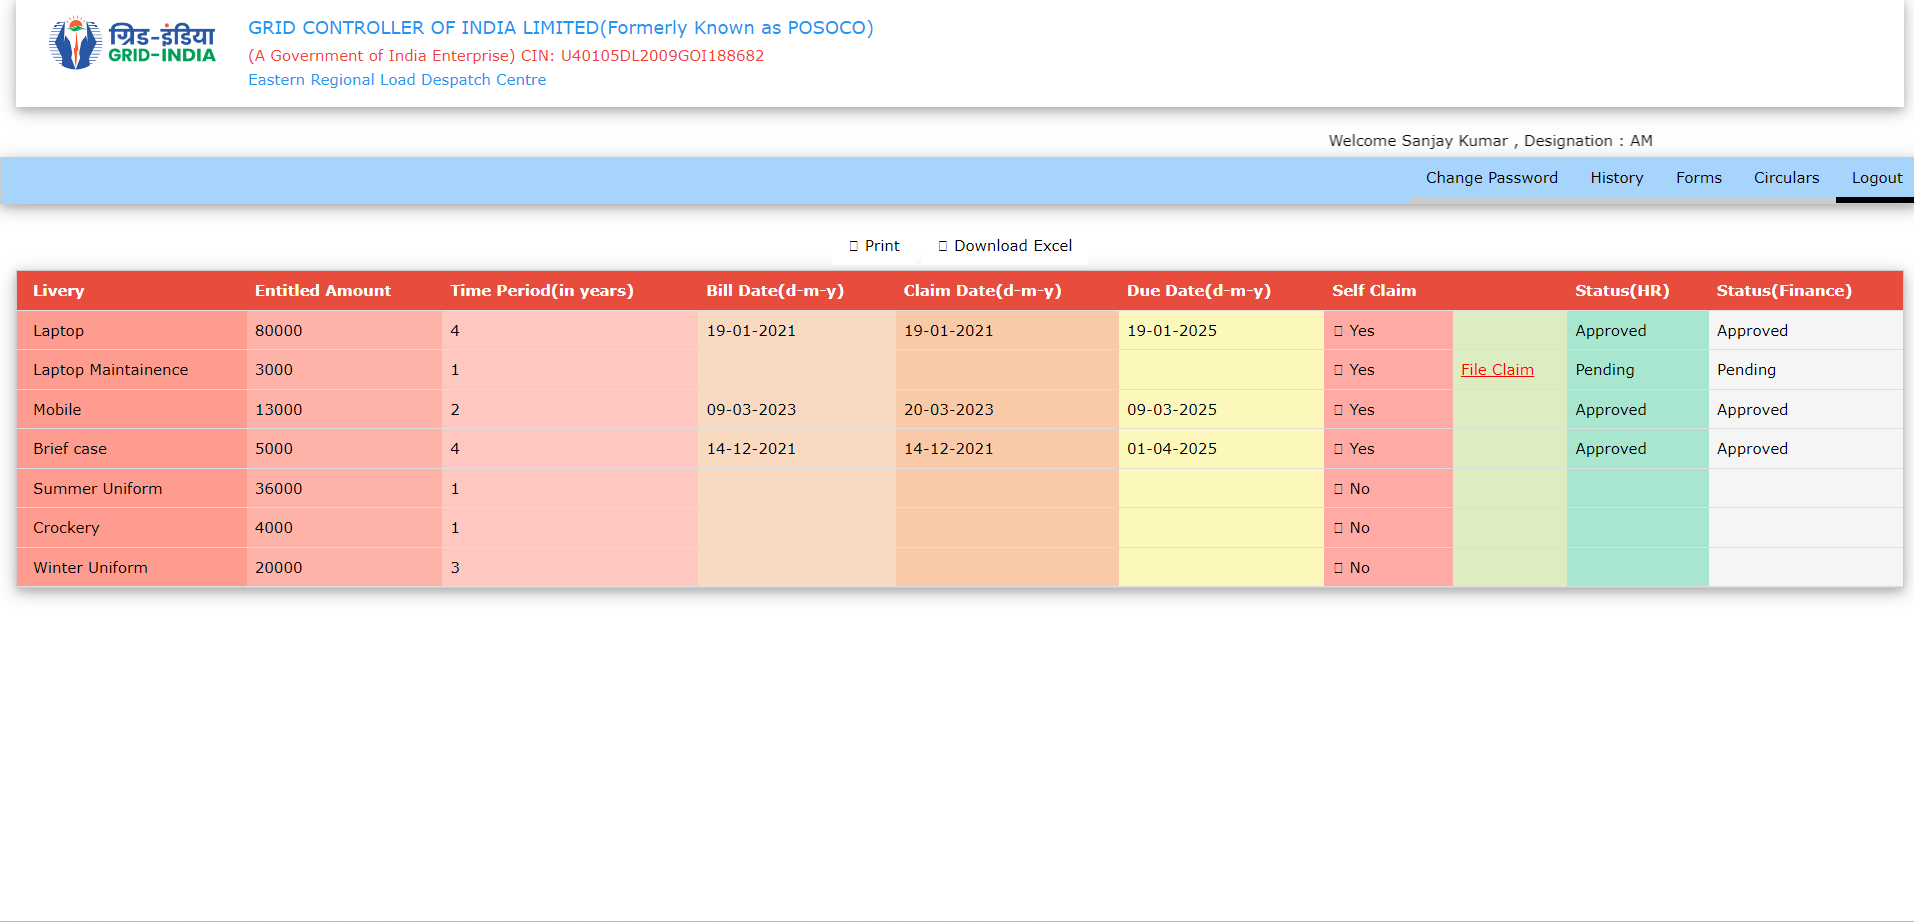 ग्रिड-इंडिया
GRID-INDIA
GRID CONTROLLER OF INDIA LIMITED(Formerly Known as POSOCO)
(A Government of India Enterprise) CIN: U40105DL2009GOI188682
Eastern Regional Load Despatch Centre
Welcome Sanjay Kumar , Designation : AM
Change Password History Forms Circulars Logout
Print Download Excel
Livery Entitled Amount Time Period(in years) Bill Date(d-m-y) Claim Date(d-m-y) Due Date(d-m-y) Self Claim Status(HR) Status(Finance)
Laptop 80000 4 19-01-2021 19-01-2021 19-01-2025 Yes Approved Approved
Laptop Maintainence 3000 1 Yes File Claim Pending Pending
Mobile 13000 2 09-03-2023 20-03-2023 09-03-2025 Yes Approved Approved
Brief case 5000 4 14-12-2021 14-12-2021 01-04-2025 Yes Approved Approved
Summer Uniform 36000 1 No
Crockery 4000 1 No
Winter Uniform 20000 3 No